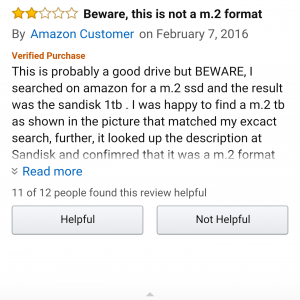 Beware, this is not a m.2 format
By Amazon Customer on February 7, 2016
Verified Purchase
This is probably a good drive but BEWARE, I
searched on amazon for a m.2 ssd and the result
was the sandisk 1tb . I was happy to find a m.2 tb
as shown in the picture that matched my excact
search, further, it looked up the description at
Sandisk and confimred that it was a m.2 format
Read more
11 of 12 people found this review helpful
Helpful
Not Helpful